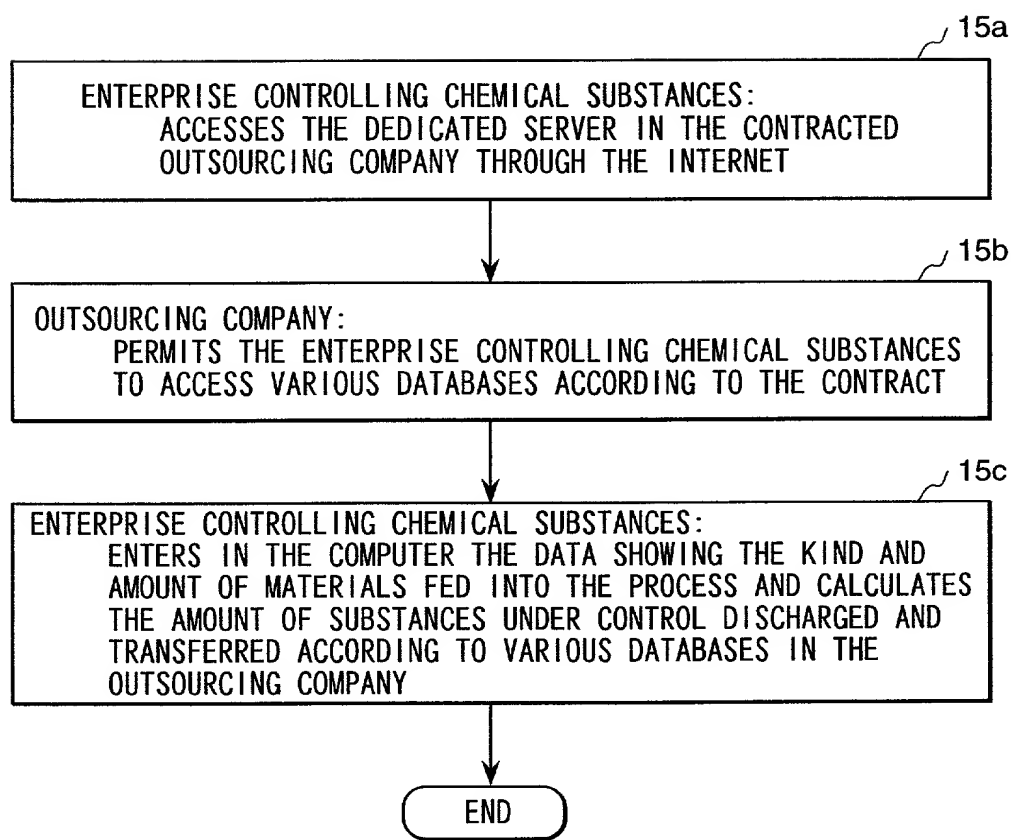 15a
ENTERPRISE CONTROLLING CHEMICAL SUBSTANCES:
ACCESSES THE DEDICATED SERVER IN THE CONTRACTED
OUTSOURCING COMPANY THROUGH THE INTERNET
15b
OUTSOURCING COMPANY:
PERMITS THE ENTERPRISE CONTROLLING CHEMICAL SUBSTANCES
TO ACCESS VARIOUS DATABASES ACCORDING TO THE CONTRACT
15c
ENTERPRISE CONTROLLING CHEMICAL SUBSTANCES:
ENTERS IN THE COMPUTER THE DATA SHOWING THE KIND AND
AMOUNT OF MATERIALS FED INTO THE PROCESS AND CALCULATES
THE AMOUNT OF SUBSTANCES UNDER CONTROL DISCHARGED AND
TRANSFERRED ACCORDING TO VARIOUS DATABASES IN THE
OUTSOURCING COMPANY
END